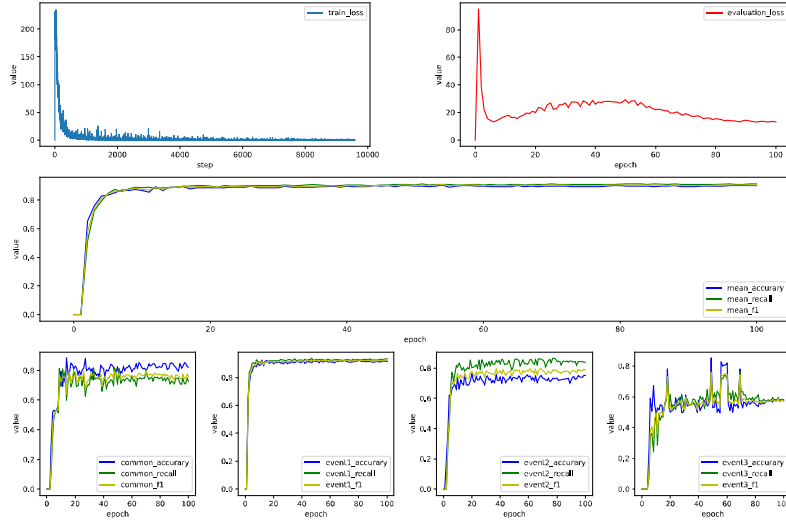 train_loss
value
200
150
100
50
0
0
2000
4000
6000
8000
10000
step
evaluation_loss
value
80
60
40
20
0
0
20
40
60
80
100
epoch
value
0.8
0.6
0.4
0.2
0.0
mean_accurary
mean_recall
mean_f1
0
20
40
60
80
100
epoch
value
0.8
0.6
0.4
0.2
0.0
common_accurary
common_recall
common_f1
0
20
40
60
80
100
epoch
value
0.8
0.6
0.4
0.2
0.0
event1_accurary
event1_recall
event1_f1
0
20
40
60
80
100
epoch
value
0.8
0.6
0.4
0.2
0.0
event2_accurary
event2_recall
event2_f1
0
20
40
60
80
100
epoch
value
0.8
0.6
0.4
0.2
0.0
event3_accurary
event3_recall
event3_f1
0
20
40
60
80
100
epoch